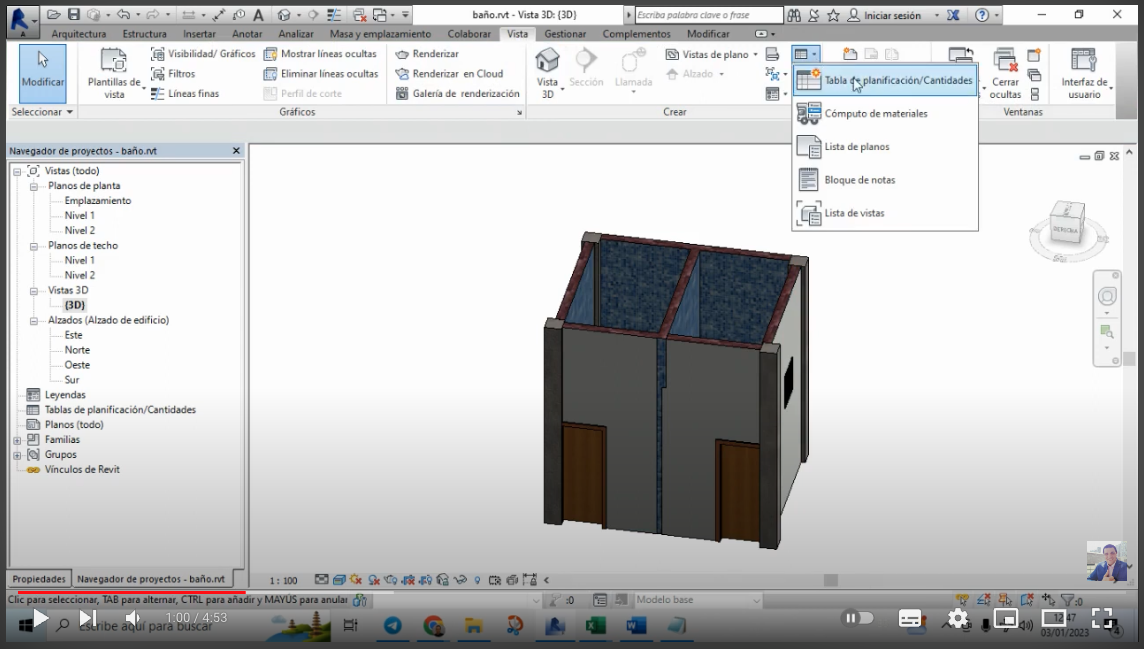 baño.rvt - Vista 3D: {3D}
Escriba palabra clave o frase
Iniciar sesión
Arquitectura Estructura Insertar Anotar Analizar Masa y emplazamiento Colaborar Vista Gestionar Complementos Modificar
Modificar
Plantillas de vista
Visibilidad/ Gráficos
Filtros
Líneas finas
Mostrar líneas ocultas
Eliminar líneas ocultas
Perfil de corte
Renderizar
Renderizar en Cloud
Galería de renderización
Vista 3D
Sección
Llamada
Vistas de plano
Alzado
Cerrar ocultas
Interfaz de usuario
Seleccionar
Gráficos
Crear
Ventanas
Tabla de planificación/Cantidades
Cómputo de materiales
Lista de planos
Bloque de notas
Lista de vistas
Navegador de proyectos - baño.rvt
Vistas (todo)
Planos de planta
Emplazamiento
Nivel 1
Nivel 2
Planos de techo
Nivel 1
Nivel 2
Vistas 3D
{3D}
Alzados (Alzado de edificio)
Este
Norte
Oeste
Sur
Leyendas
Tablas de planificación/Cantidades
Planos (todo)
Familias
Grupos
Vínculos de Revit
Propiedades
Navegador de proyectos - baño.rvt
1 : 100
Clic para seleccionar, TAB para alternar, CTRL para añadir y MAYÚS para anular
:0
Modelo base
:0
1:00 / 4:53
Escribe aquí para buscar
12:47
03/01/2023